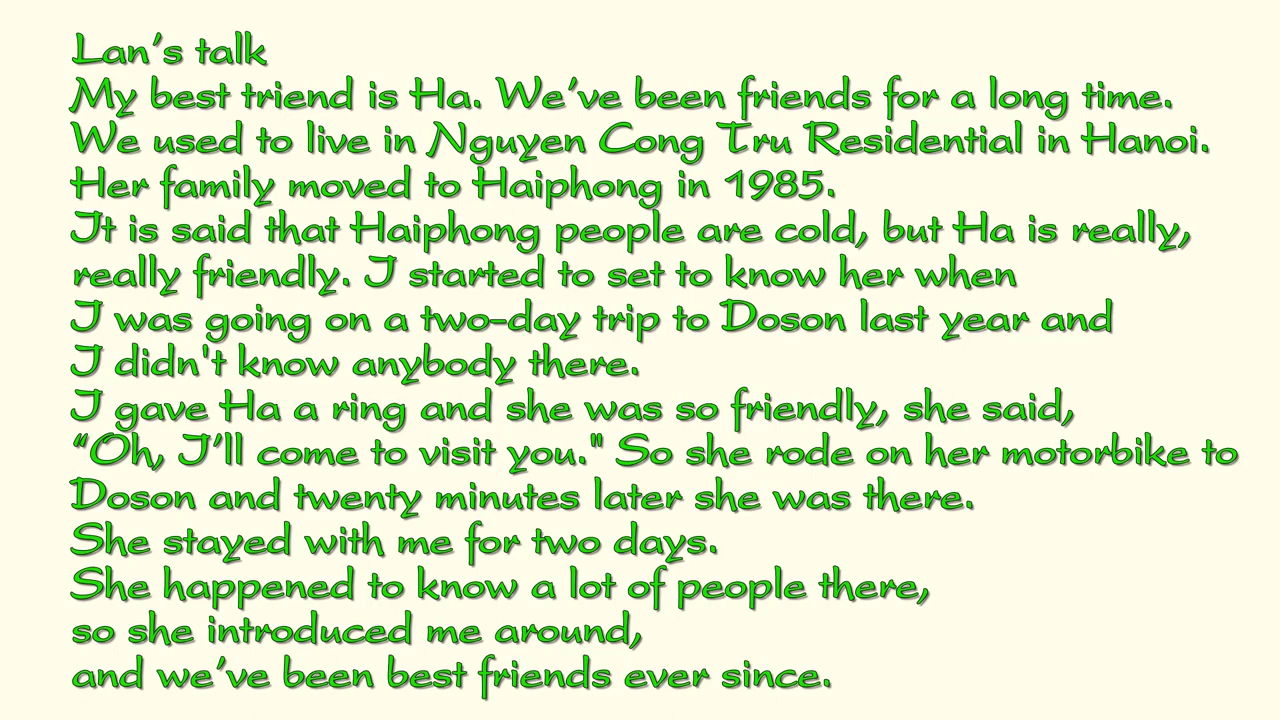 Lan’s talk
My best triend is Ha. We’ve been friends for a long time.
We used to live in Nguyen Cong Tru Residential in Hanoi.
Her family moved to Haiphong in 1985.
It is said that Haiphong people are cold, but Ha is really,
really friendly. I started to set to know her when
I was going on a two-day trip to Doson last year and
I didn't know anybody there.
I gave Ha a ring and she was so friendly, she said,
“Oh, I’ll come to visit you." So she rode on her motorbike to
Doson and twenty minutes later she was there.
She stayed with me for two days.
She happened to know a lot of people there,
so she introduced me around,
and we’ve been best friends ever since.